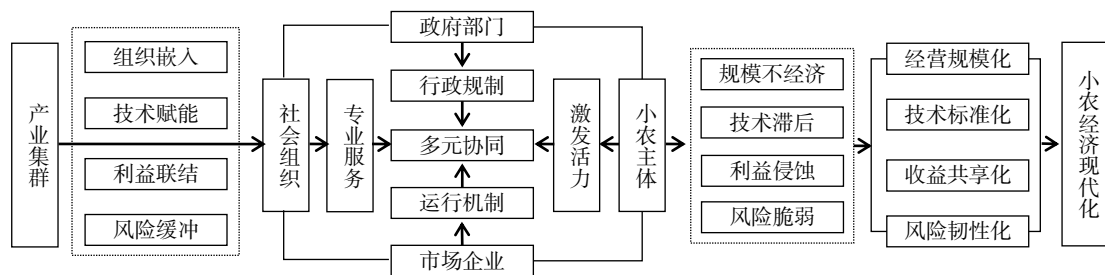 产业集群
组织嵌入
技术赋能
利益联结
风险缓冲
社会组织
专业服务
政府部门
行政规制
多元协同
运行机制
市场企业
激发活力
小农主体
规模不经济
技术滞后
利益侵蚀
风险脆弱
经营规模化
技术标准化
收益共享化
风险韧性化
小农经济现代化